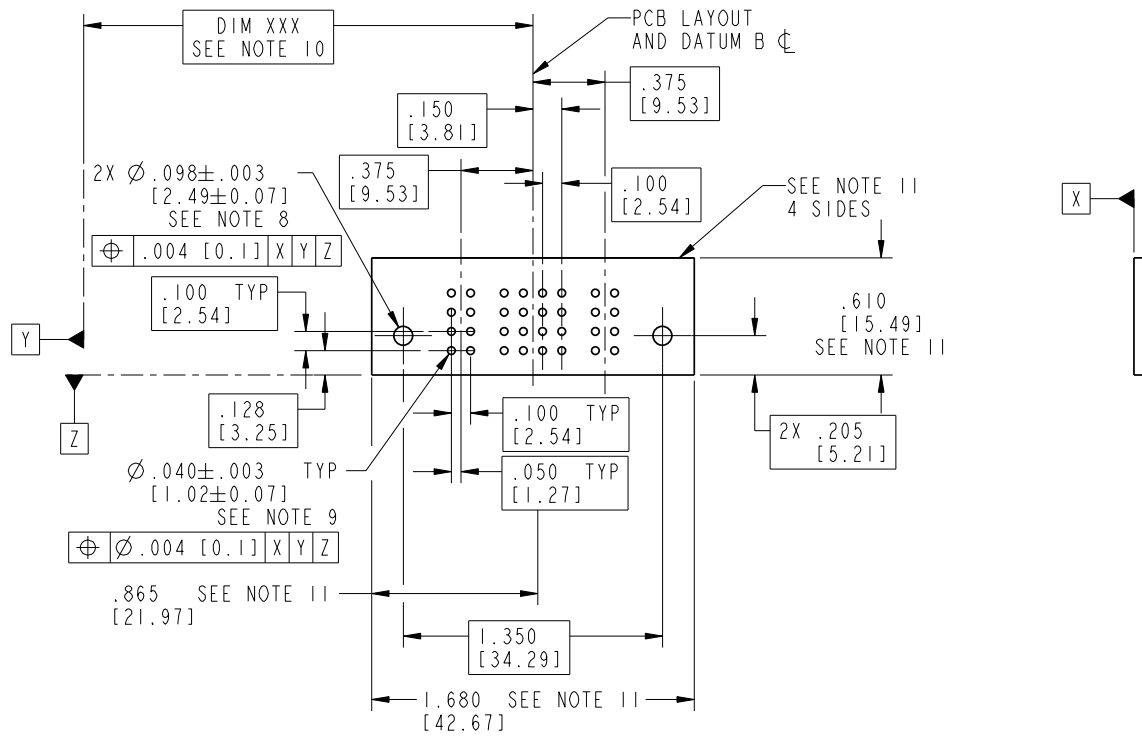 DIM XXX
SEE NOTE 10
PCB LAYOUT
AND DATUM B ℄
.375
[9.53]
.150
[3.81]
.375
[9.53]
.100
[2.54]
2X Ø .098±.003
[2.49±0.07]
SEE NOTE 8
⌖ .004 [0.1] X Y Z
SEE NOTE 11
4 SIDES
X
.100 TYP
[2.54]
.610
[15.49]
SEE NOTE 11
Y
Z
.128
[3.25]
.100 TYP
[2.54]
2X .205
[5.21]
Ø .040±.003 TYP
[1.02±0.07]
SEE NOTE 9
⌖ Ø .004 [0.1] X Y Z
.050 TYP
[1.27]
.865 SEE NOTE 11
[21.97]
1.350
[34.29]
1.680 SEE NOTE 11
[42.67]